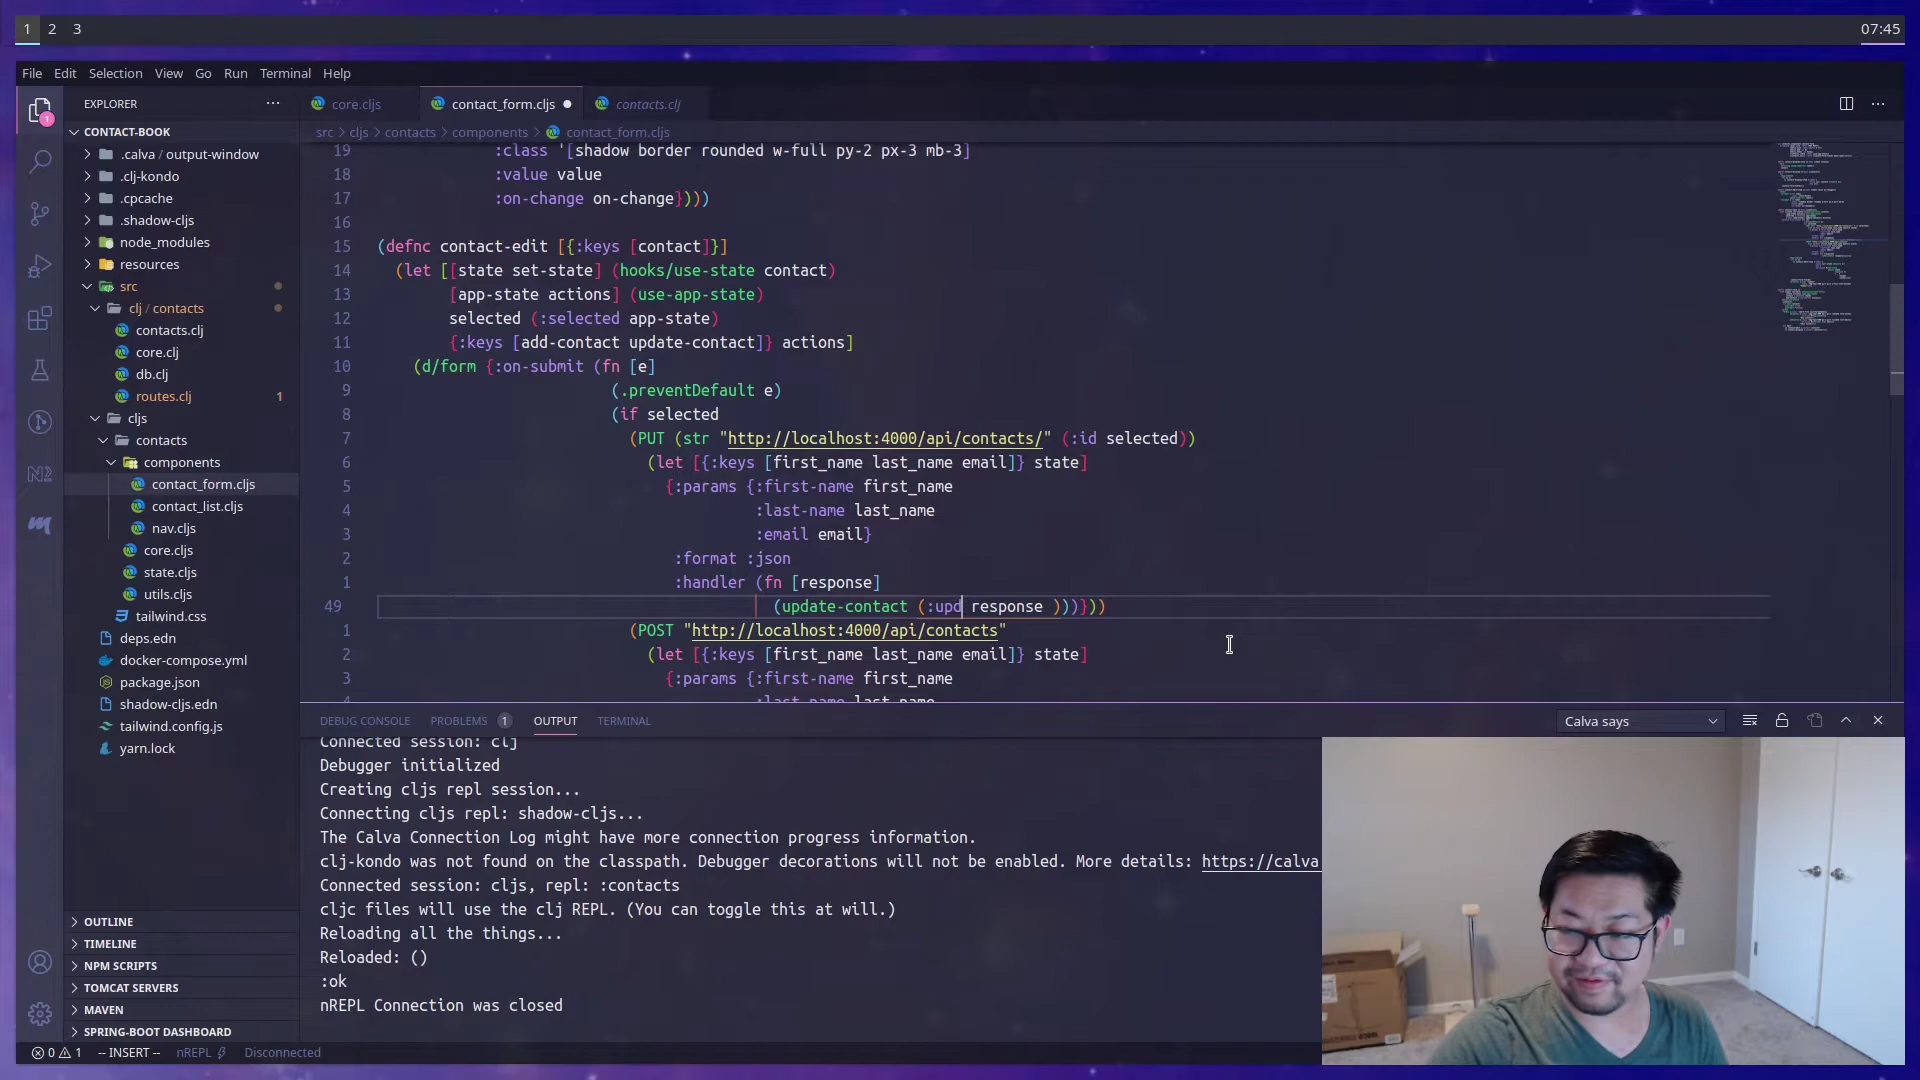 1 2 3
07:45
File Edit Selection View Go Run Terminal Help
EXPLORER
CONTACT-BOOK
.calva / output-window
.clj-kondo
.cpcache
.shadow-cljs
node_modules
resources
src
clj / contacts
contacts.clj
core.clj
db.clj
routes.clj 1
cljs
contacts
components
contact_form.cljs
contact_list.cljs
nav.cljs
core.cljs
state.cljs
utils.cljs
tailwind.css
deps.edn
docker-compose.yml
package.json
shadow-cljs.edn
tailwind.config.js
yarn.lock
OUTLINE
TIMELINE
NPM SCRIPTS
TOMCAT SERVERS
MAVEN
SPRING-BOOT DASHBOARD
core.cljs contact_form.cljs contacts.clj
src > cljs > contacts > components > contact_form.cljs
19 :class '[shadow border rounded w-full py-2 px-3 mb-3]
18 :value value
17 :on-change on-change})))
16
15 (defnc contact-edit [{:keys [contact]}]
14 (let [[state set-state] (hooks/use-state contact)
13 [app-state actions] (use-app-state)
12 selected (:selected app-state)
11 {:keys [add-contact update-contact]} actions]
10 (d/form {:on-submit (fn [e]
9 (.preventDefault e)
8 (if selected
7 (PUT (str "http://localhost:4000/api/contacts/" (:id selected))
6 (let [{:keys [first_name last_name email]} state]
5 {:params {:first-name first_name
4 :last-name last_name
3 :email email}
2 :format :json
1 :handler (fn [response]
49 (update-contact (:upd response )))}))
1 (POST "http://localhost:4000/api/contacts"
2 (let [{:keys [first_name last_name email]} state]
3 {:params {:first-name first_name
4 :last-name last_name
DEBUG CONSOLE PROBLEMS 1 OUTPUT TERMINAL
Calva says
Connected session: clj
Debugger initialized
Creating cljs repl session...
Connecting cljs repl: shadow-cljs...
The Calva Connection Log might have more connection progress information.
clj-kondo was not found on the classpath. Debugger decorations will not be enabled. More details: https://calva
Connected session: cljs, repl: :contacts
cljc files will use the clj REPL. (You can toggle this at will.)
Reloading all the things...
Reloaded: ()
:ok
nREPL Connection was closed
0 1 -- INSERT -- nREPL Disconnected